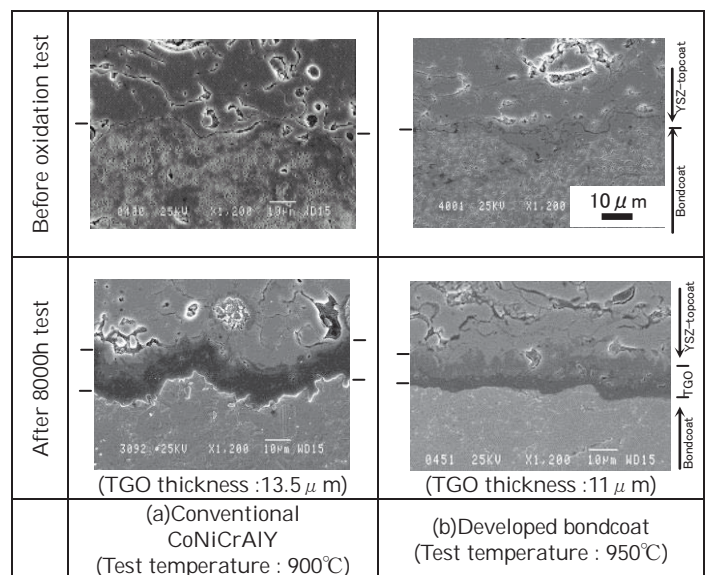 Before oxidation test
0480 25KV X1,200 10μm WD15
4001 25KV X1,200
10 μ m
YSZ-topcoat
Bondcoat
After 8000h test
3092 25KV X1,200 10μm WD15
(TGO thickness :13.5 μ m)
0451 25KV X1,200 10μm WD15
(TGO thickness :11 μ m)
YSZ-topcoat
TGO
Bondcoat
(a)Conventional
CoNiCrAlY
(Test temperature : 900℃)
(b)Developed bondcoat
(Test temperature : 950℃)